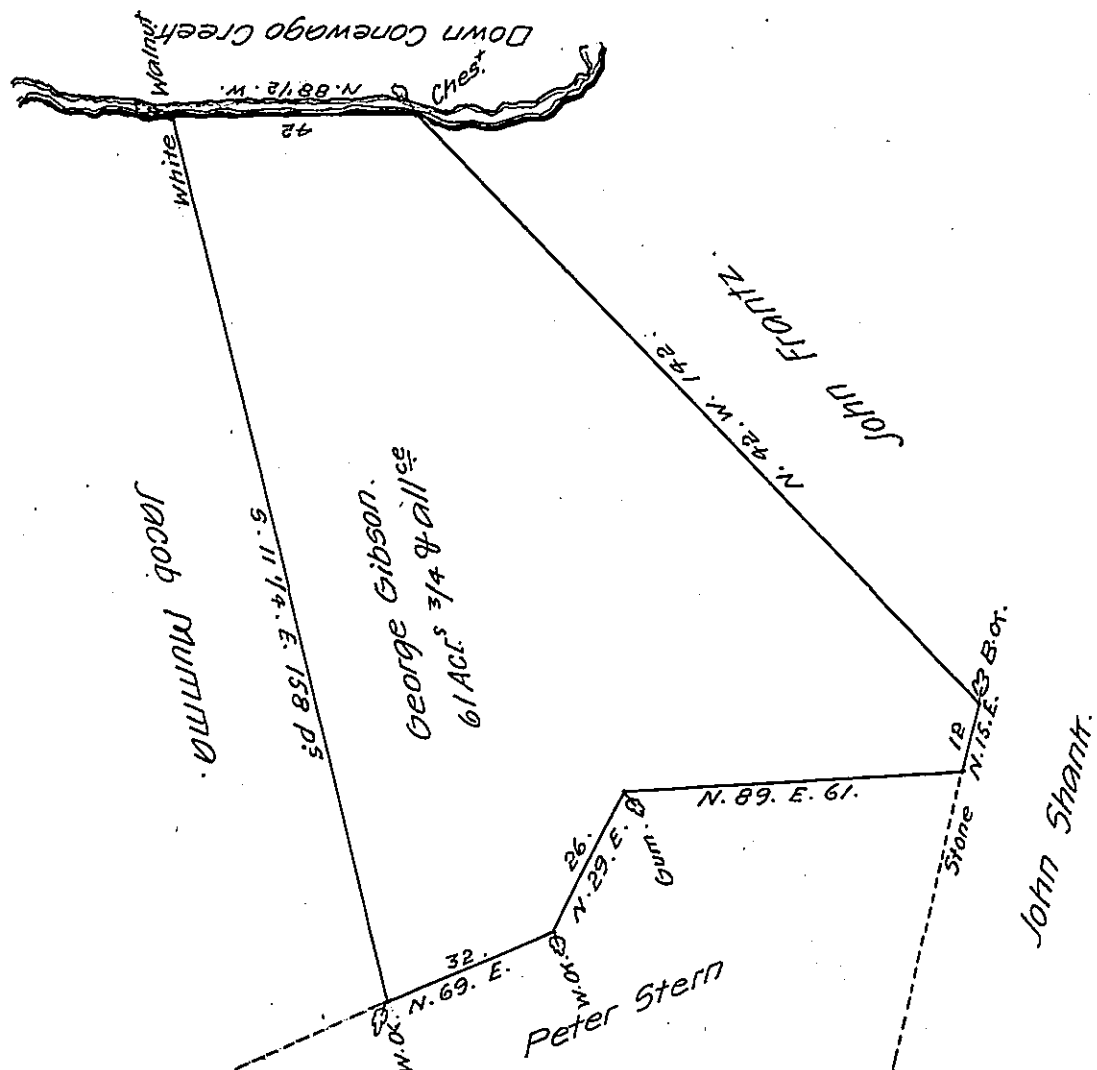 Down Conewago Creek
Walnut
White
N. 88 1/2. W.
42
Ches.t
John Frantz.
N. 42. W. 142.
Jacob Mumma.
S. 11 1/4. E. 158 p.s
George Gibson.
61 Acr.s 3/4 & all ce
B. o.
12
N. 15. E.
Stone
John Shank.
N. 89. E. 61.
Gum.
26.
N. 29. E.
W. o.
32.
N. 69. E.
W. o.
Peter Stern